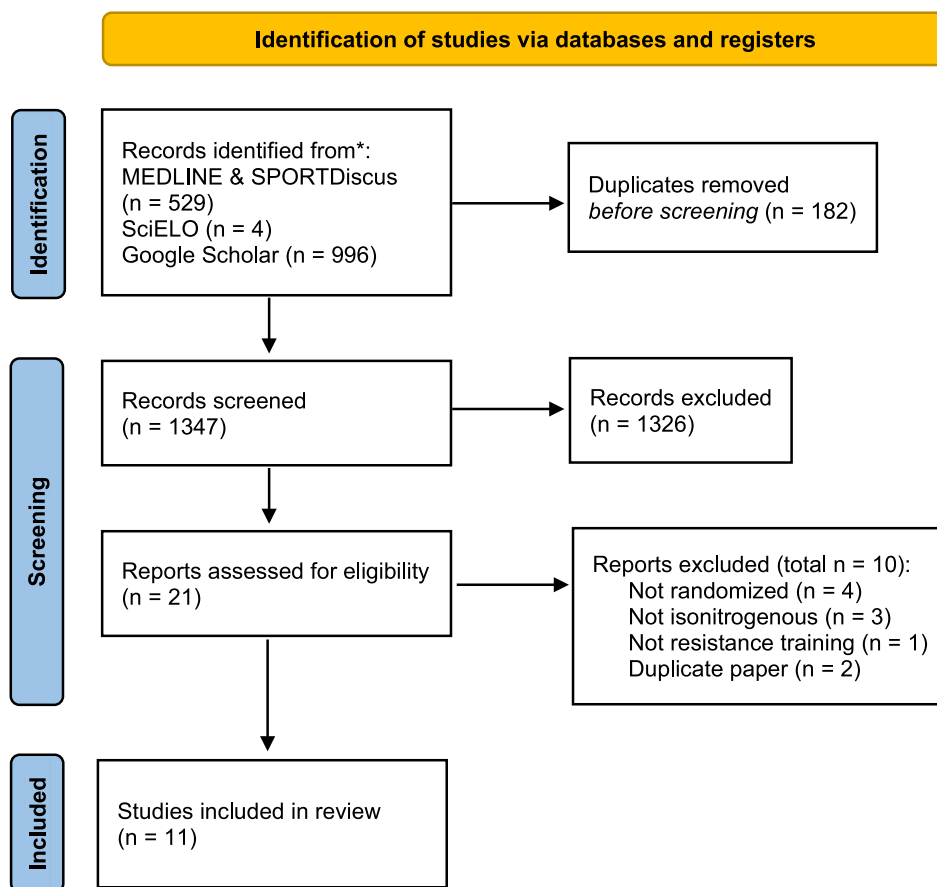 Identification of studies via databases and registers
Identification
Records identified from*:
MEDLINE & SPORTDiscus
(n = 529)
SciELO (n = 4)
Google Scholar (n = 996)
Duplicates removed
before screening (n = 182)
Screening
Records screened
(n = 1347)
Records excluded
(n = 1326)
Reports assessed for eligibility
(n = 21)
Reports excluded (total n = 10):
Not randomized (n = 4)
Not isonitrogenous (n = 3)
Not resistance training (n = 1)
Duplicate paper (n = 2)
Included
Studies included in review
(n = 11)